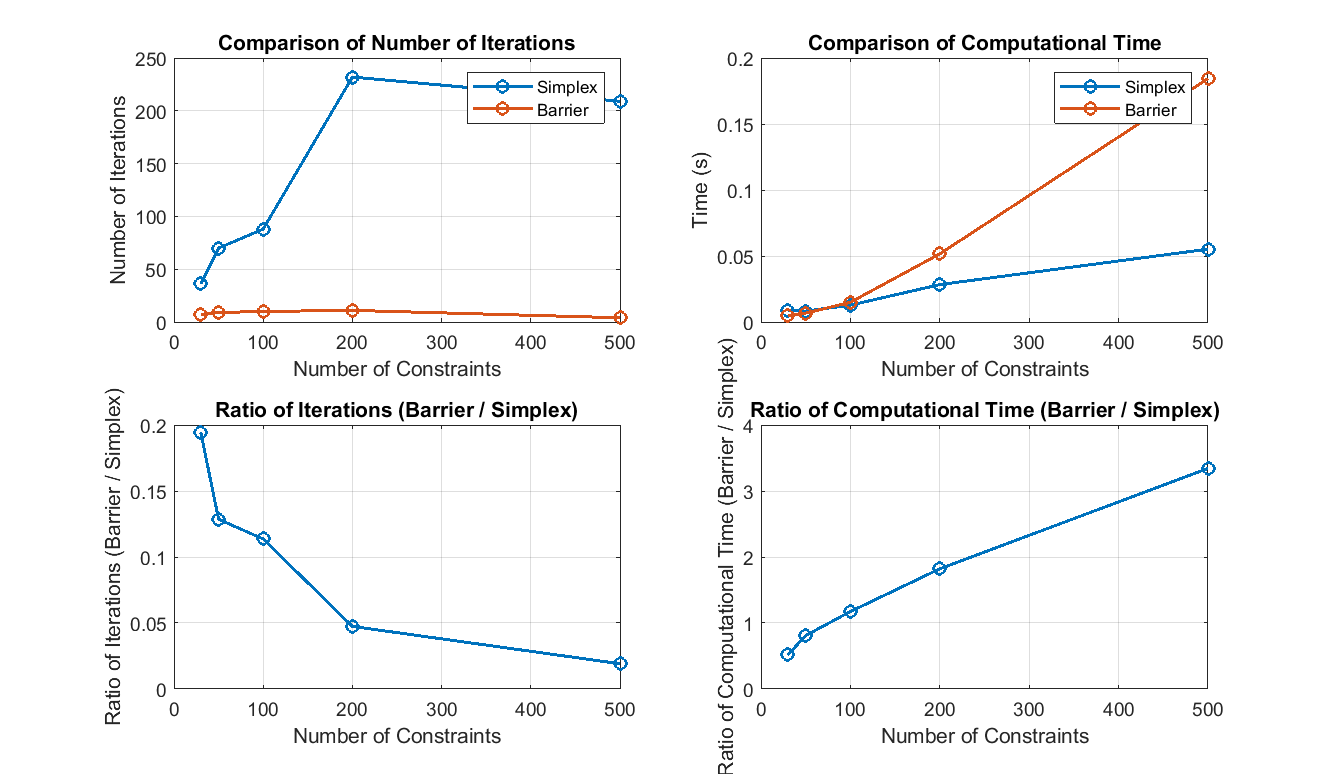 Comparison of Number of Iterations
250
200
150
100
50
0
Number of Iterations
Simplex
Barrier
0 100 200 300 400 500
Number of Constraints
Comparison of Computational Time
0.2
0.15
0.1
0.05
0
Time (s)
Simplex
Barrier
0 100 200 300 400 500
Number of Constraints
Ratio of Iterations (Barrier / Simplex)
0.2
0.15
0.1
0.05
0
Ratio of Iterations (Barrier / Simplex)
0 100 200 300 400 500
Number of Constraints
Ratio of Computational Time (Barrier / Simplex)
4
3
2
1
0
Ratio of Computational Time (Barrier / Simplex)
0 100 200 300 400 500
Number of Constraints